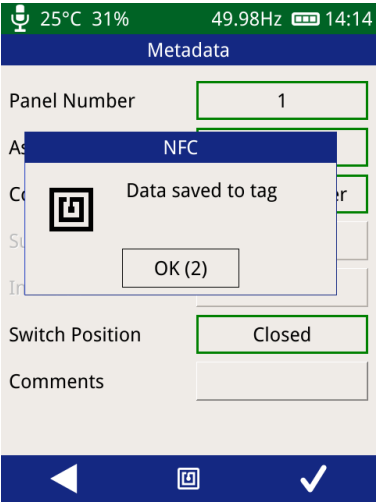 25°C 31% 49.98Hz 14:14
Metadata
Panel Number 1
NFC
Data saved to tag
OK (2)
Switch Position Closed
Comments